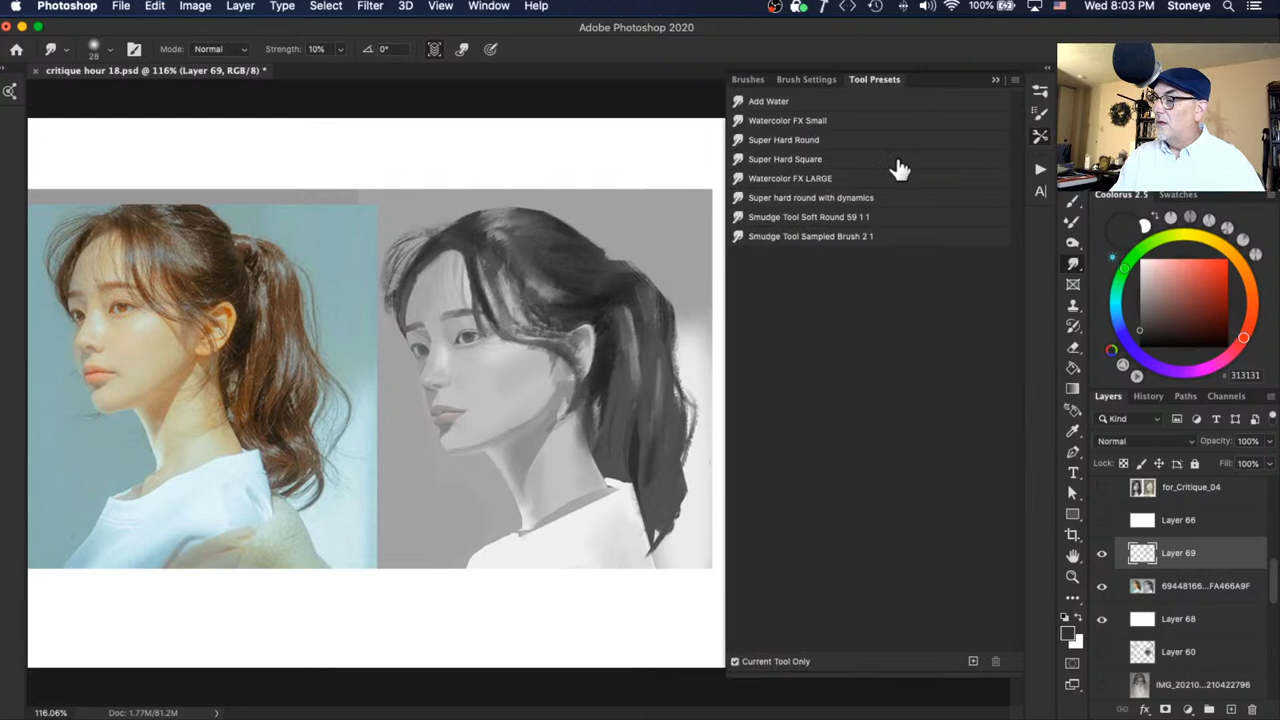 Photoshop File Edit Image Layer Type Select Filter 3D View Window Help 100% Wed 8:03 PM Stoneye
Adobe Photoshop 2020
28 Mode: Normal Strength: 10% 0°
× critique hour 18.psd @ 116% (Layer 69, RGB/8) *
Brushes Brush Settings Tool Presets
Add Water
Watercolor FX Small
Super Hard Round
Super Hard Square
Watercolor FX LARGE
Super hard round with dynamics
Smudge Tool Soft Round 59 1 1
Smudge Tool Sampled Brush 2 1
Current Tool Only
Coolorus 2.5 Swatches
# 313131
Layers History Paths Channels
Kind
Normal Opacity: 100%
Lock: Fill: 100%
for_Critique_04
Layer 66
Layer 69
69448166...FA466A9F
Layer 68
Layer 60
IMG_20210...210422796
fx
116.06% Doc: 1.77M/81.2M